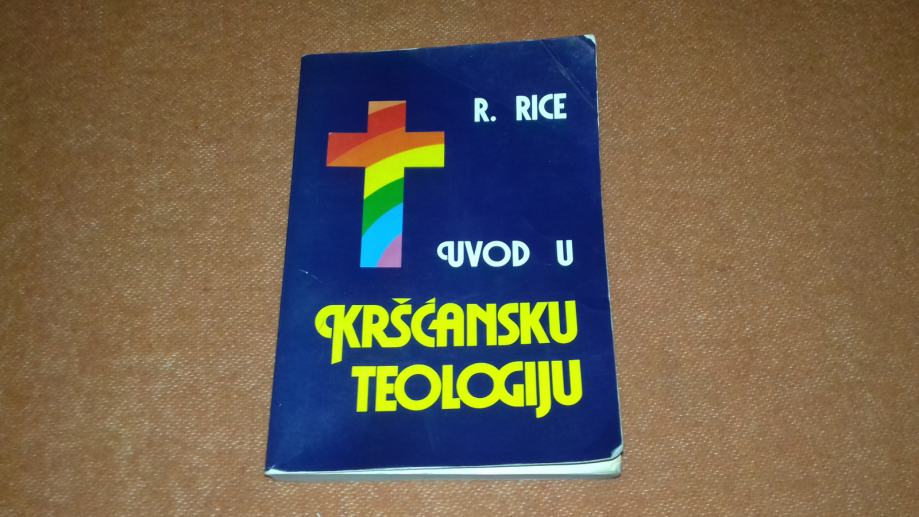 R. RICE
UVOD U
KRŠĆANSKU
TEOLOGIJU